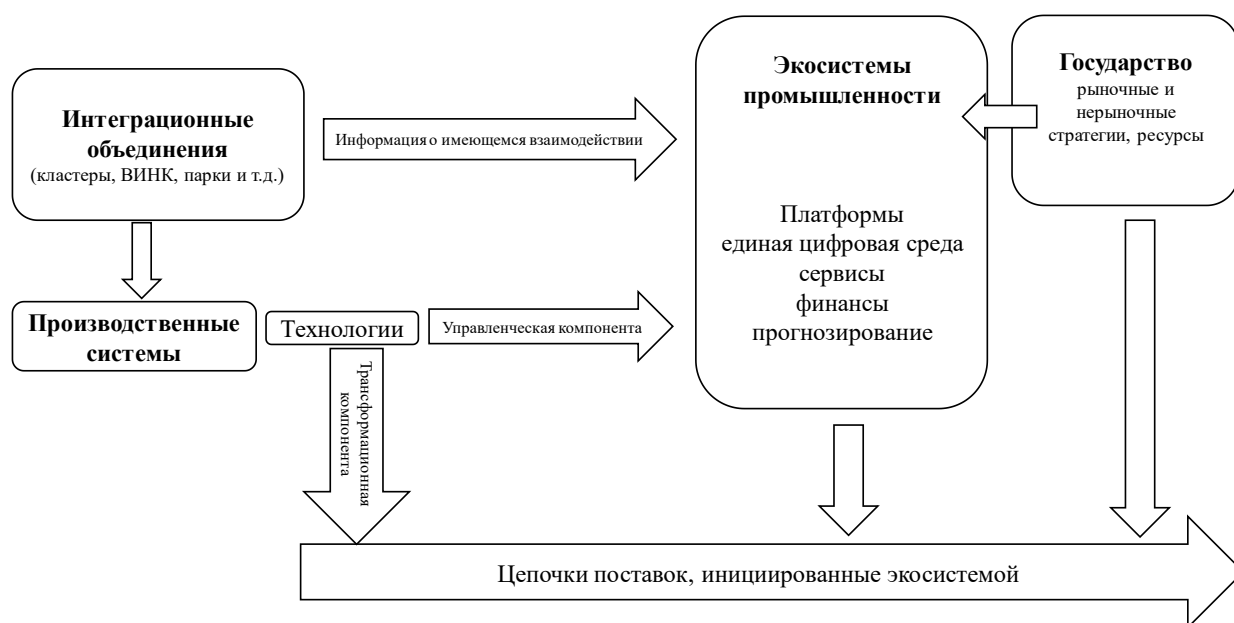 Интеграционные
объединения
(кластеры, ВИНК, парки и т.д.)
Информация о имеющемся взаимодействии
Экосистемы
промышленности
Платформы
единая цифровая среда
сервисы
финансы
прогнозирование
Государство
рыночные и
нерыночные
стратегии, ресурсы
Производственные
системы
Технологии
Управленческая компонента
Трансформационная
компонента
Цепочки поставок, инициированные экосистемой